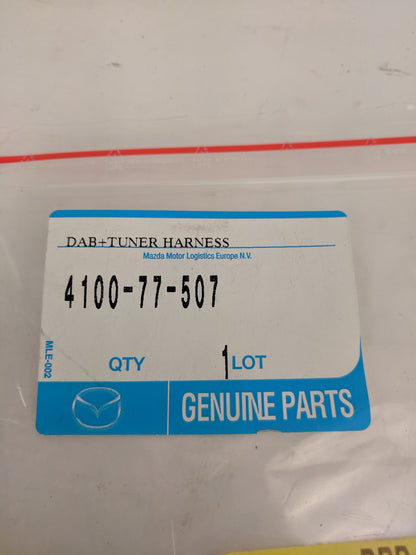 DAB+TUNER HARNESS
Mazda Motor Logistics Europe N.V.
4100-77-507
MLE-002
QTY 1 LOT
GENUINE PARTS